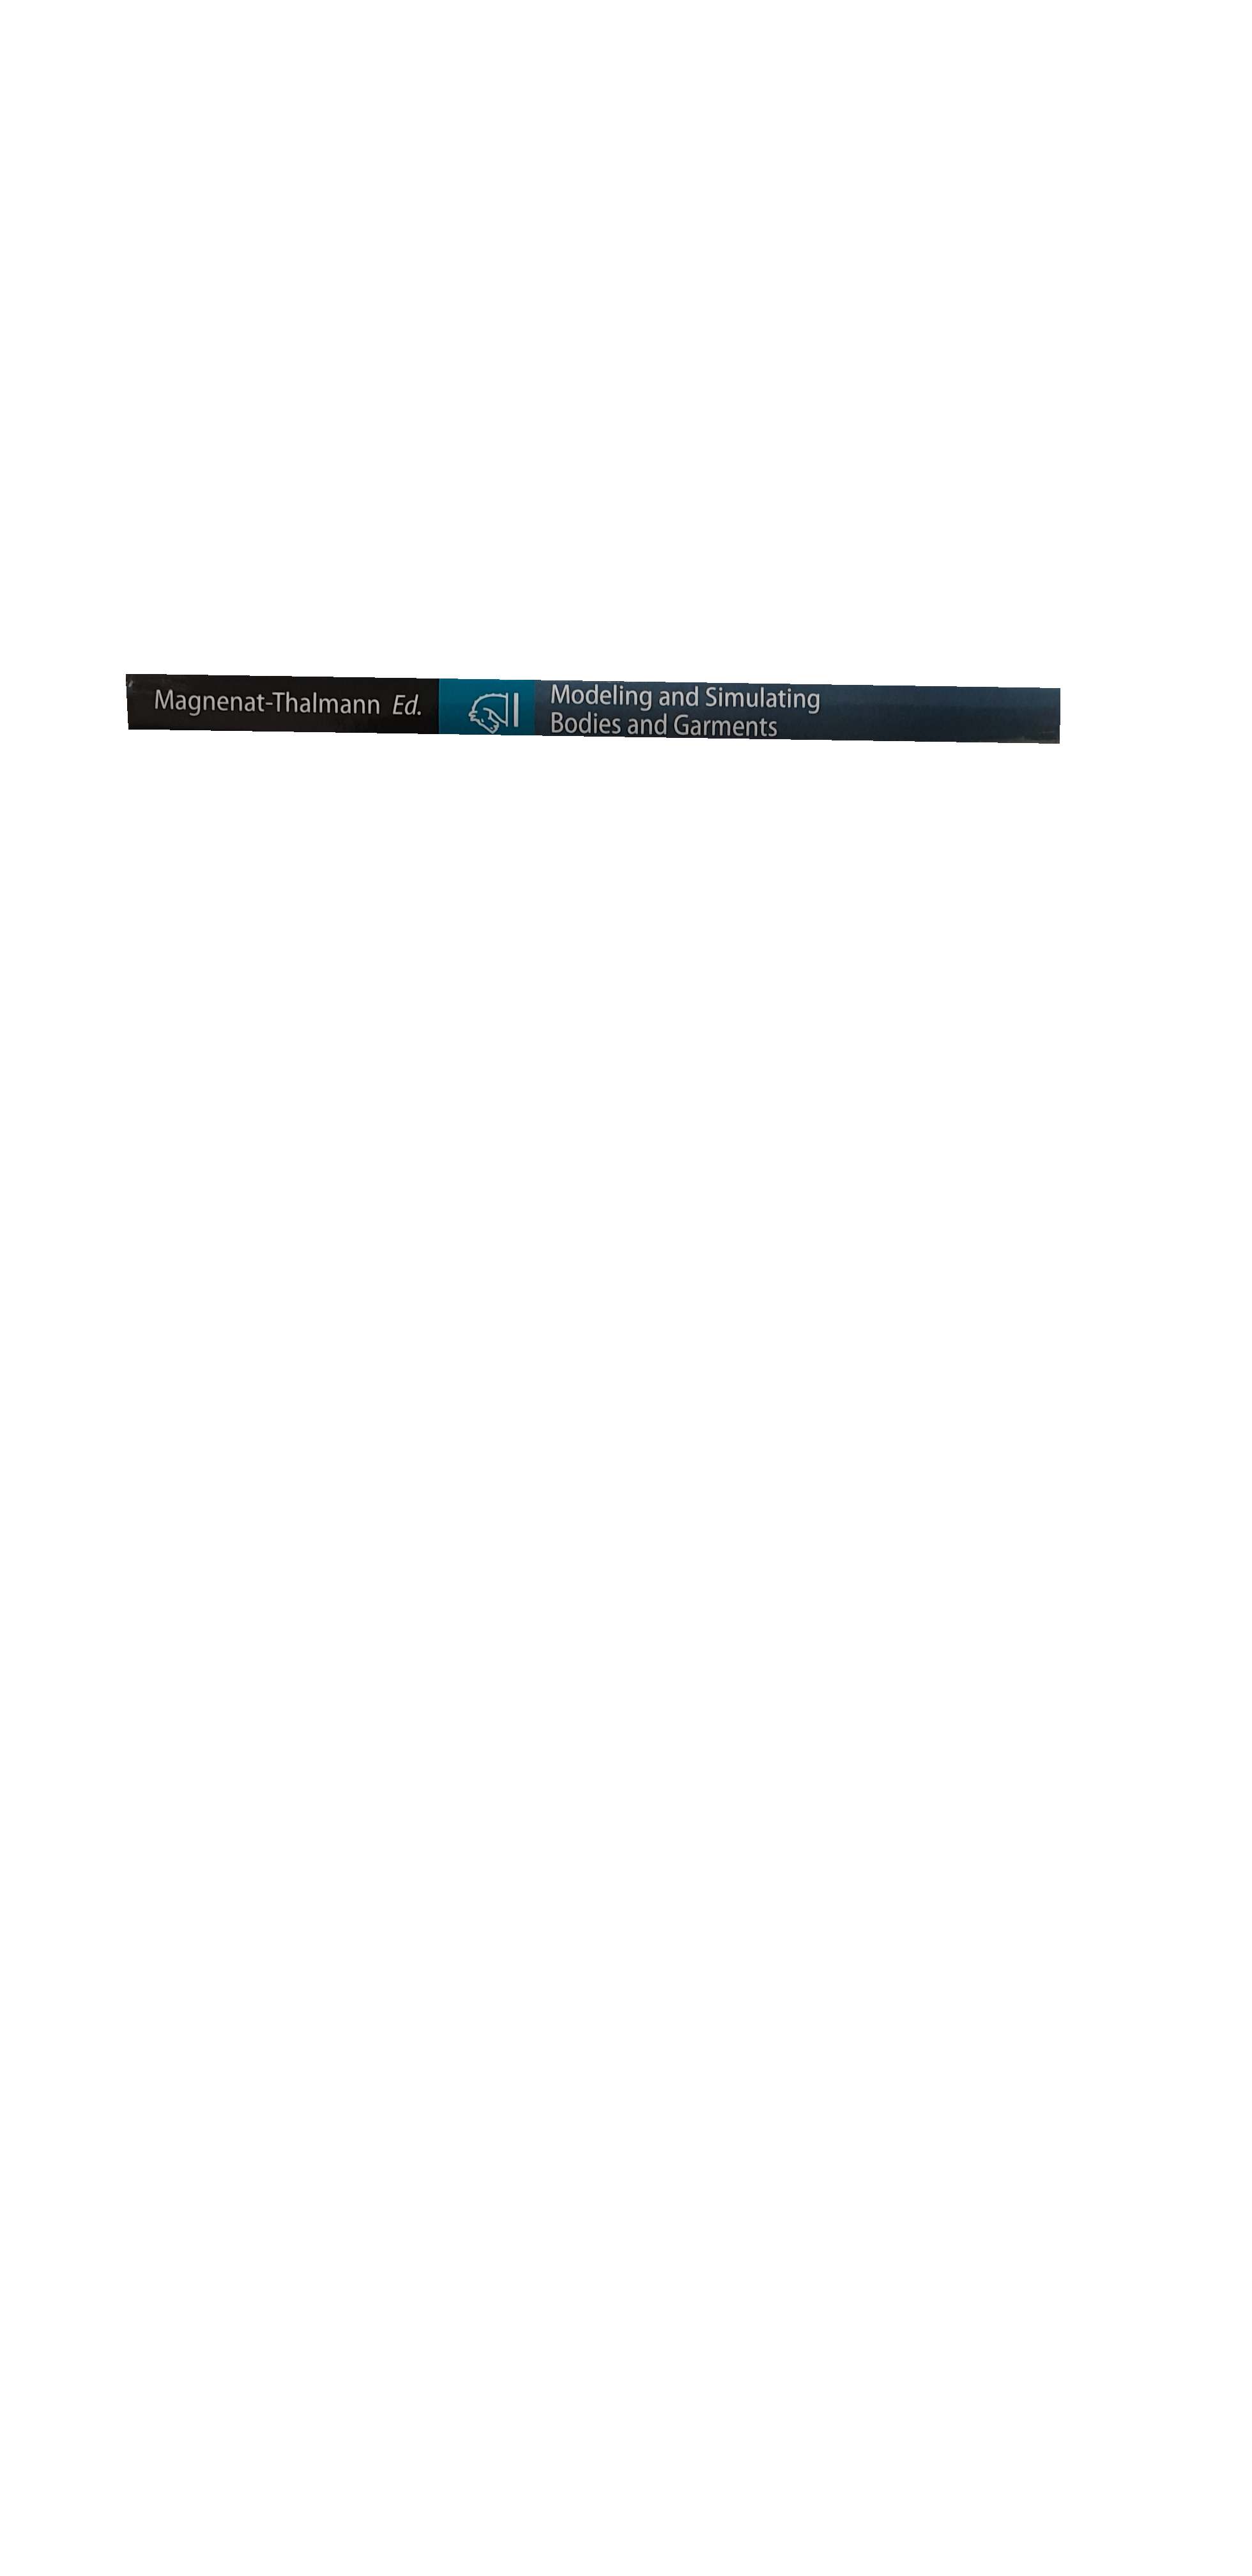 Magnenat-Thalmann Ed.
Modeling and Simulating
Bodies and Garments